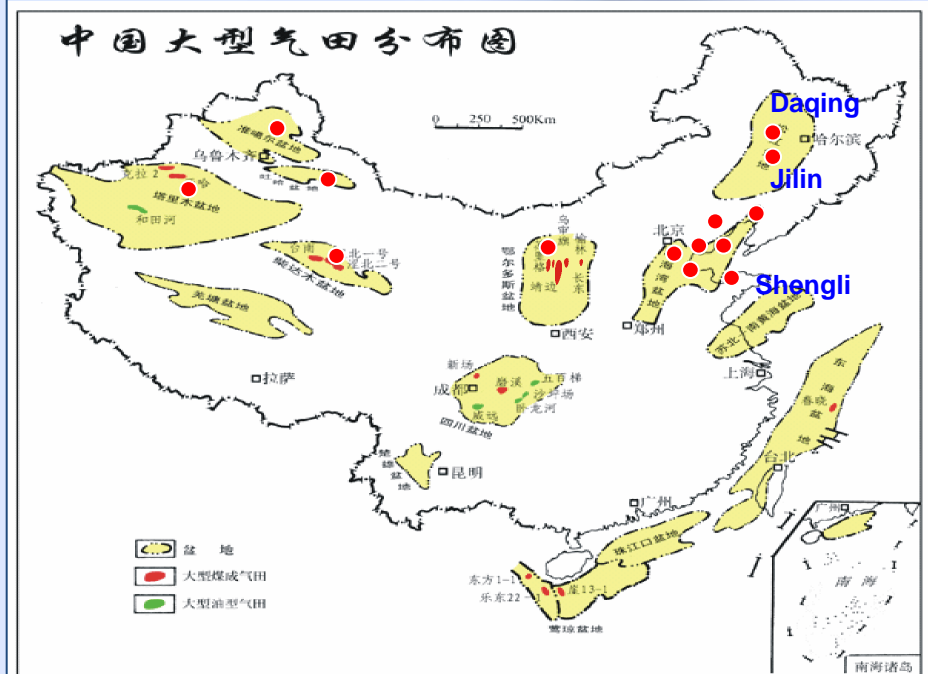 中国大型气田分布图
Daqing
Jilin
Shengli
0 250 500Km
准噶尔盆地
乌鲁木齐
吐哈盆地
克拉2
塔里木盆地
和田河
台南
北一号
涩北二号
柴达木盆地
羌塘盆地
拉萨
哈尔滨
北京
乌审旗
榆林
鄂尔多斯盆地
靖边
长东
西安
海湾盆地
郑州
苏北
南黄海盆地
上海
东海盆地
春晓
台北
新场
成都
磨溪
五百梯
沙坪场
卧龙河
威远
四川盆地
楚雄盆地
昆明
广州
珠江口盆地
东方1-1
乐东22-1
崖13-1
莺琼盆地
盆地
大型煤成气田
大型油型气田
广州
南海
南海诸岛